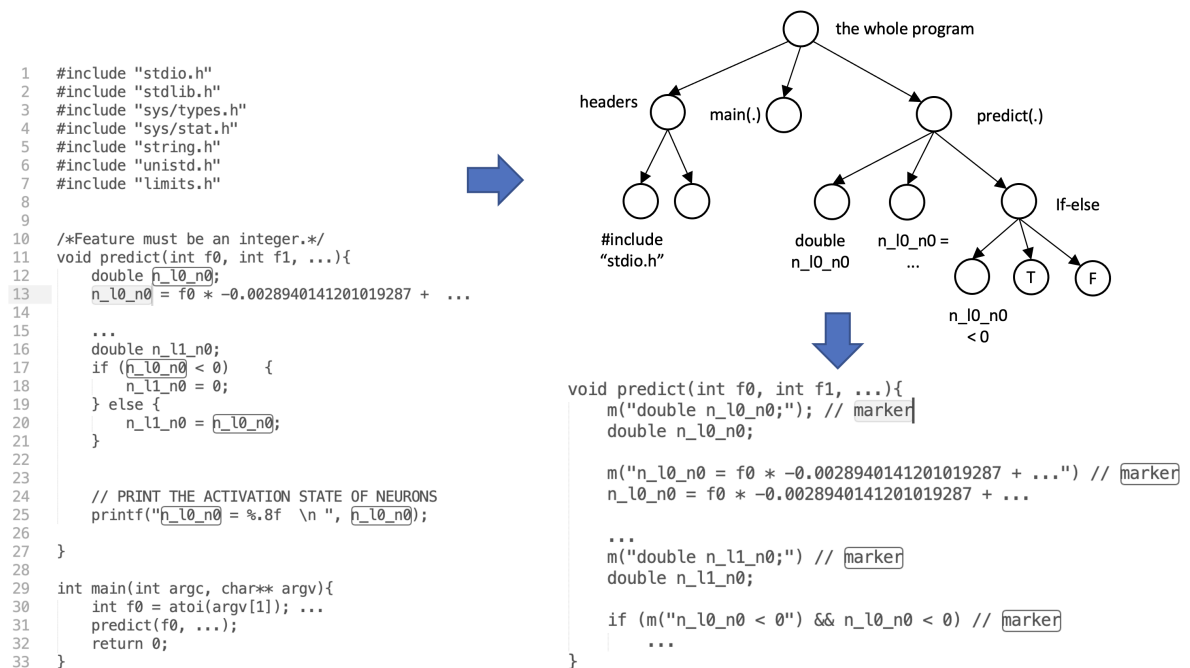 1 #include "stdio.h"
2 #include "stdlib.h"
3 #include "sys/types.h"
4 #include "sys/stat.h"
5 #include "string.h"
6 #include "unistd.h"
7 #include "limits.h"
8
9
10 /*Feature must be an integer.*/
11 void predict(int f0, int f1, ...){
12 double n_l0_n0;
13 n_l0_n0 = f0 * -0.0028940141201019287 + ...
14
15 ...
16 double n_l1_n0;
17 if (n_l0_n0 < 0) {
18 n_l1_n0 = 0;
19 } else {
20 n_l1_n0 = n_l0_n0;
21 }
22
23
24 // PRINT THE ACTIVATION STATE OF NEURONS
25 printf("n_l0_n0 = %.8f \n ", n_l0_n0);
26
27 }
28
29 int main(int argc, char** argv){
30 int f0 = atoi(argv[1]); ...
31 predict(f0, ...);
32 return 0;
33 }
the whole program
headers
main(.)
predict(.)
If-else
#include
“stdio.h”
double
n_l0_n0
n_l0_n0 =
...
T
F
n_l0_n0
< 0
void predict(int f0, int f1, ...){
m("double n_l0_n0;"); // marker
double n_l0_n0;
m("n_l0_n0 = f0 * -0.0028940141201019287 + ...") // marker
n_l0_n0 = f0 * -0.0028940141201019287 + ...
...
m("double n_l1_n0;") // marker
double n_l1_n0;
if (m("n_l0_n0 < 0") && n_l0_n0 < 0) // marker
...
}